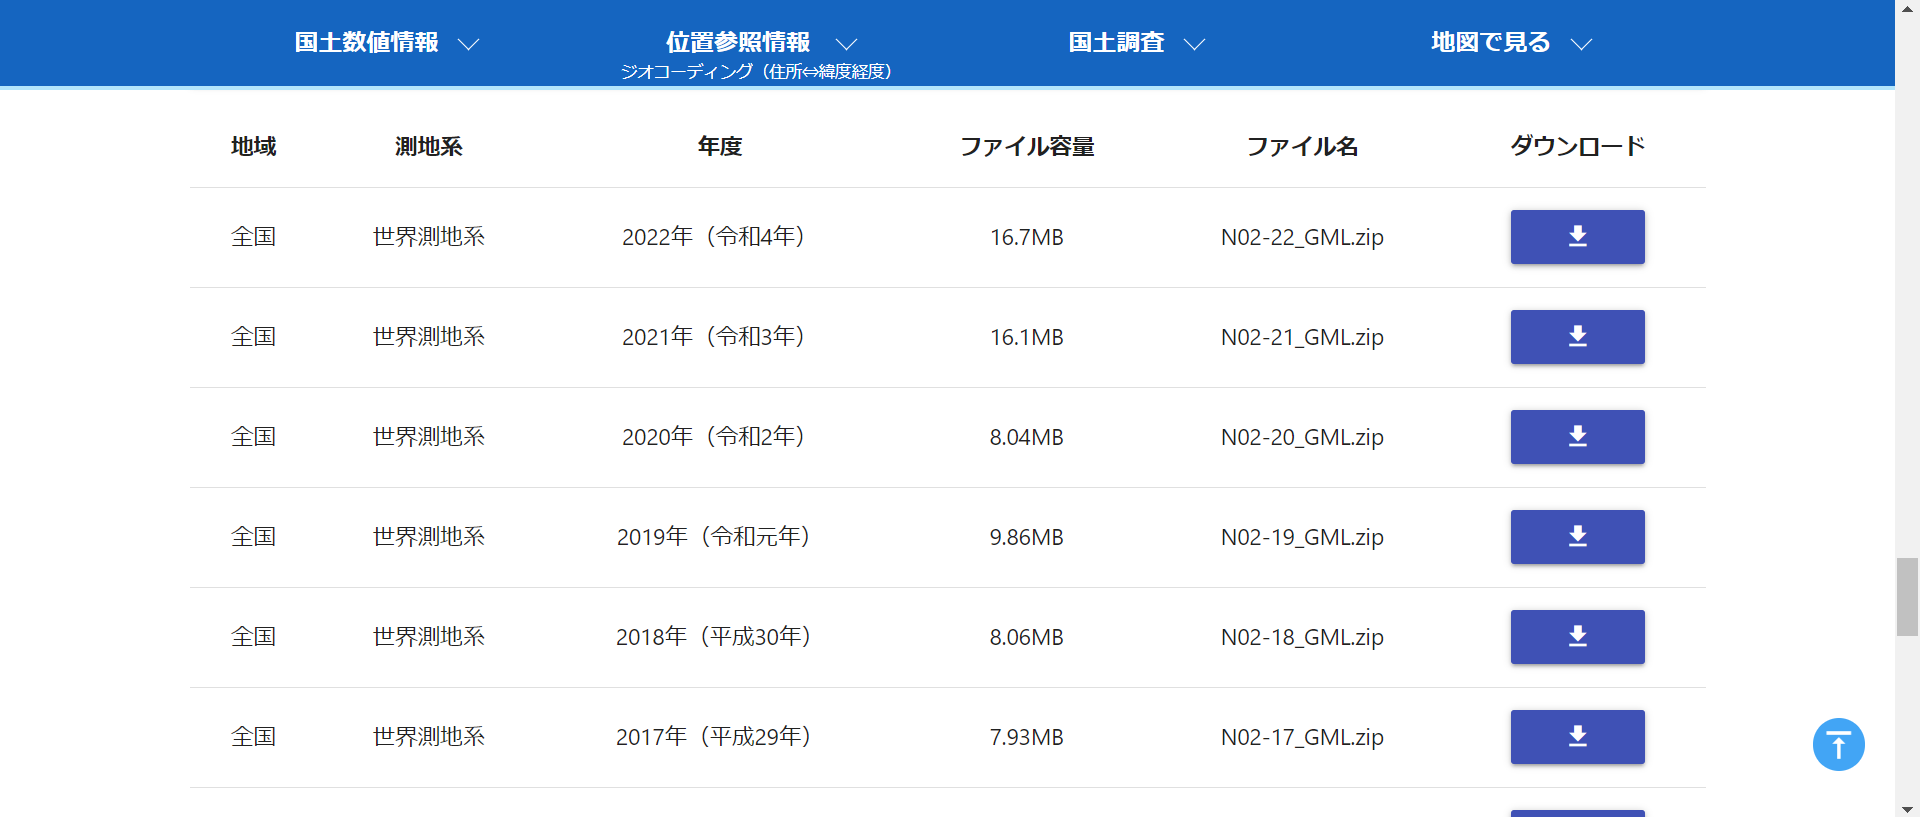 国土数値情報 位置参照情報 国土調査 地図で見る
ジオコーディング（住所⇔緯度経度）
地域 測地系 年度 ファイル容量 ファイル名 ダウンロード
全国 世界測地系 2022年（令和4年） 16.7MB N02-22_GML.zip
全国 世界測地系 2021年（令和3年） 16.1MB N02-21_GML.zip
全国 世界測地系 2020年（令和2年） 8.04MB N02-20_GML.zip
全国 世界測地系 2019年（令和元年） 9.86MB N02-19_GML.zip
全国 世界測地系 2018年（平成30年） 8.06MB N02-18_GML.zip
全国 世界測地系 2017年（平成29年） 7.93MB N02-17_GML.zip